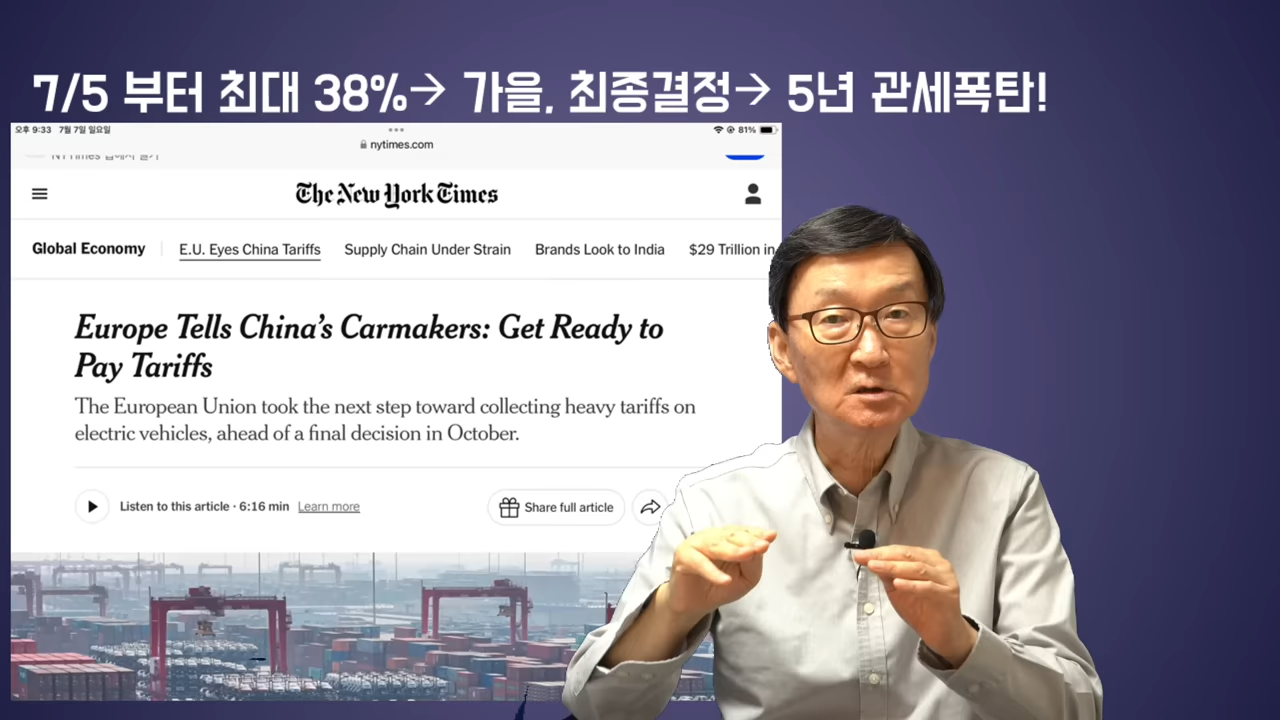 7/5 부터 최대 38%→ 가을, 최종결정→ 5년 관세폭탄!
오후 9:33 7월 7일 일요일
81%
nytimes.com
The New York Times
Global Economy
E.U. Eyes China Tariffs
Supply Chain Under Strain
Brands Look to India
$29 Trillion in
Europe Tells China's Carmakers: Get Ready to
Pay Tariffs
The European Union took the next step toward collecting heavy tariffs on
electric vehicles, ahead of a final decision in October.
Listen to this article · 6:16 min Learn more
Share full article